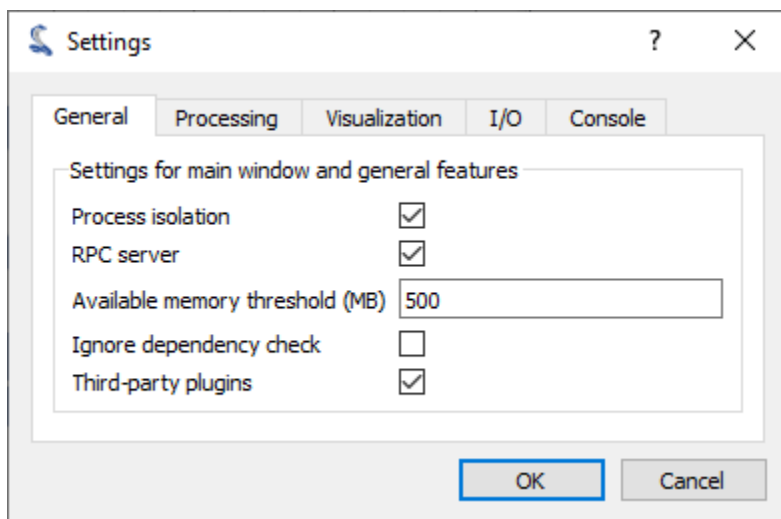 Settings
General Processing Visualization I/O Console
Settings for main window and general features
Process isolation
RPC server
Available memory threshold (MB) 500
Ignore dependency check
Third-party plugins
OK Cancel